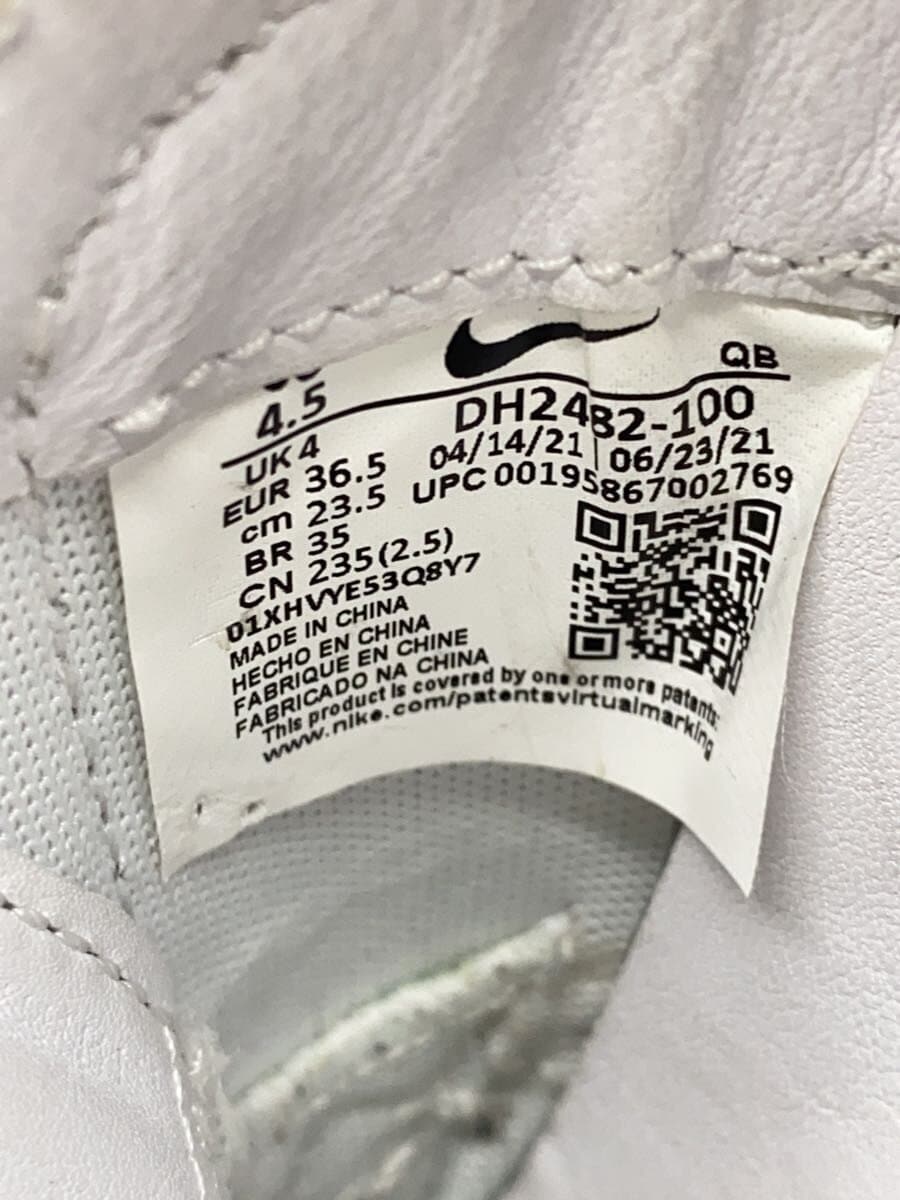 QB
4.5
UK 4
EUR 36.5
cm 23.5
BR 35
CN 235 (2.5)
DH2482-100
04/14/21 06/23/21
UPC 00195867002769
01XHVYE53Q8Y7
MADE IN CHINA
HECHO EN CHINA
FABRIQUE EN CHINE
FABRICADO NA CHINA
This product is covered by one or more patents:
www.nike.com/patentsvirtualmarking